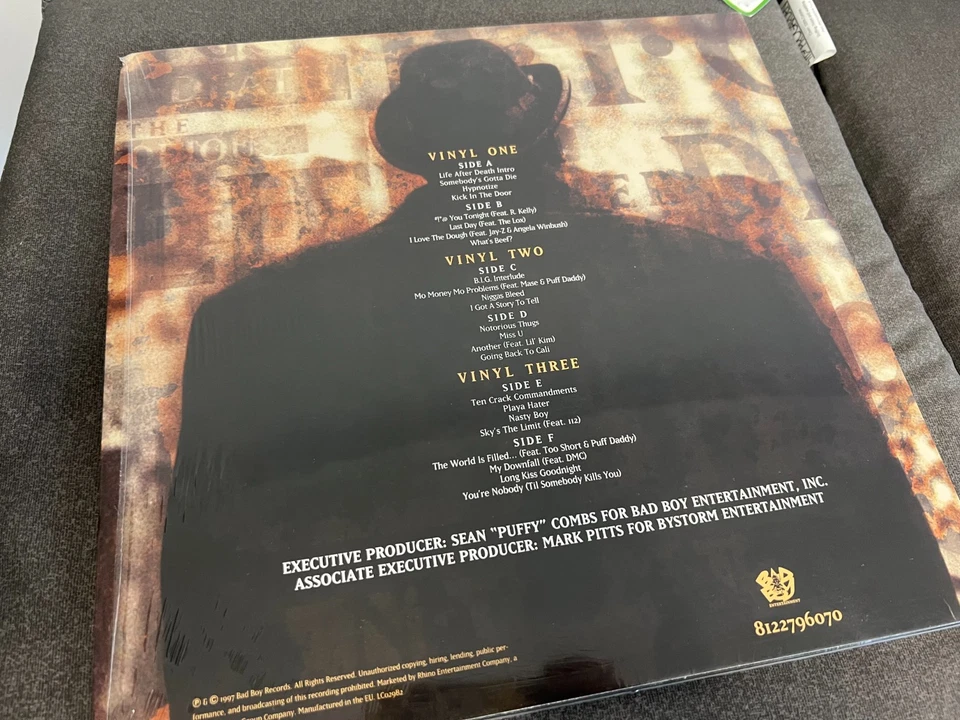 THE
VINYL ONE
SIDE A
Life After Death Intro
Somebody's Gotta Die
Hypnotize
Kick In The Door
SIDE B
*!*@ You Tonight (Feat. R. Kelly)
Last Day (Feat. The Lox)
I Love The Dough (Feat. Jay-Z & Angela Winbush)
What's Beef?
VINYL TWO
SIDE C
B.I.G. Interlude
Mo Money Mo Problems (Feat. Mase & Puff Daddy)
Niggas Bleed
I Got A Story To Tell
SIDE D
Notorious Thugs
Miss U
Another (Feat. Lil' Kim)
Going Back To Cali
VINYL THREE
SIDE E
Ten Crack Commandments
Playa Hater
Nasty Boy
Sky's The Limit (Feat. 112)
SIDE F
The World Is Filled... (Feat. Too Short & Puff Daddy)
My Downfall (Feat. DMC)
Long Kiss Goodnight
You're Nobody (Til Somebody Kills You)
EXECUTIVE PRODUCER: SEAN "PUFFY" COMBS FOR BAD BOY ENTERTAINMENT, INC.
ASSOCIATE EXECUTIVE PRODUCER: MARK PITTS FOR BYSTORM ENTERTAINMENT
BAD BOY
ENTERTAINMENT
8122796070
℗ & © 1997 Bad Boy Records. All Rights Reserved. Unauthorized copying, hiring, lending, public per-
formance, and broadcasting of this recording prohibited. Marketed by Rhino Entertainment Company, a
Group Company. Manufactured in the EU. LC02982